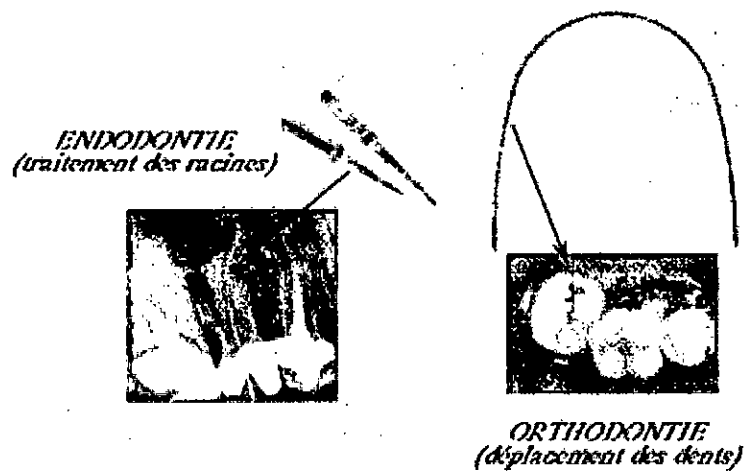 ENDODONTIE
(traitement des racines)
ORTHODONTIE
(déplacement des dents)